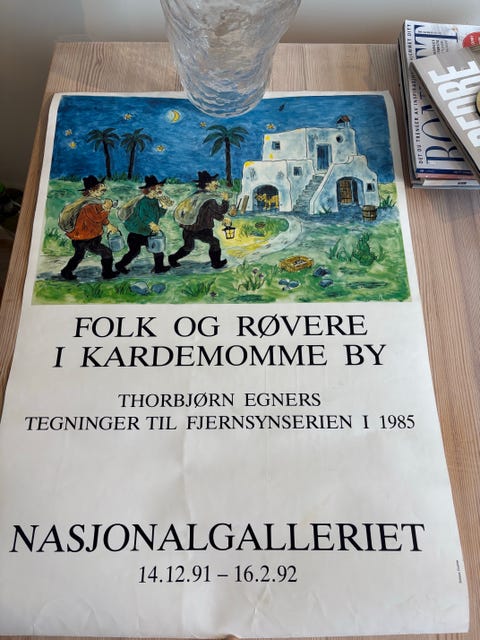 FOLK OG RØVERE
I KARDEMOMME BY
THORBJØRN EGNERS
TEGNINGER TIL FJERNSYNSERIEN I 1985
NASJONALGALLERIET
14.12.91 – 16.2.92